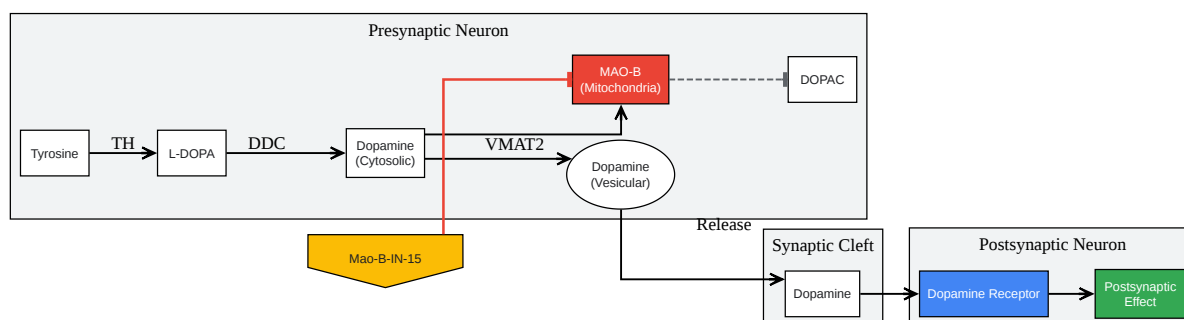 Presynaptic Neuron
MAO-B
(Mitochondria)
DOPAC
Tyrosine
TH
L-DOPA
DDC
Dopamine
(Cytosolic)
VMAT2
Dopamine
(Vesicular)
Release
Mao-B-IN-15
Synaptic Cleft
Dopamine
Postsynaptic Neuron
Dopamine Receptor
Postsynaptic
Effect